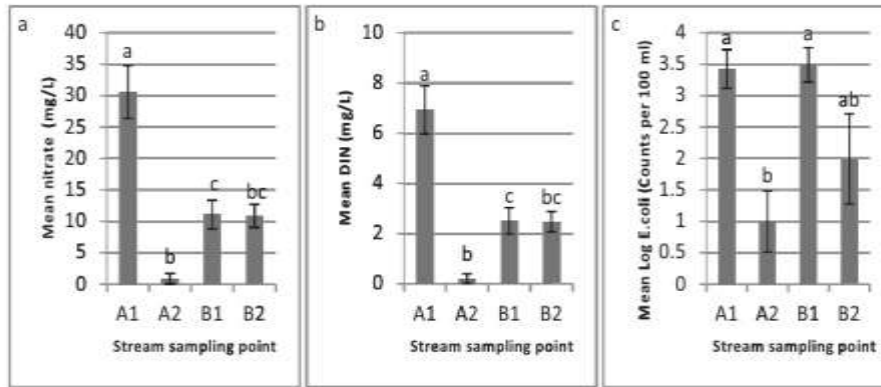 a
Mean nitrate (mg/L)
40
35
30
25
20
15
10
5
0
a
b
c
bc
A1 A2 B1 B2
Stream sampling point
b
Mean DIN (mg/L)
10
8
6
4
2
0
a
b
c
bc
A1 A2 B1 B2
Stream sampling point
c
Mean Log E.coli (Counts per 100 ml)
4
3.5
3
2.5
2
1.5
1
0.5
0
a
b
a
ab
A1 A2 B1 B2
Stream sampling point